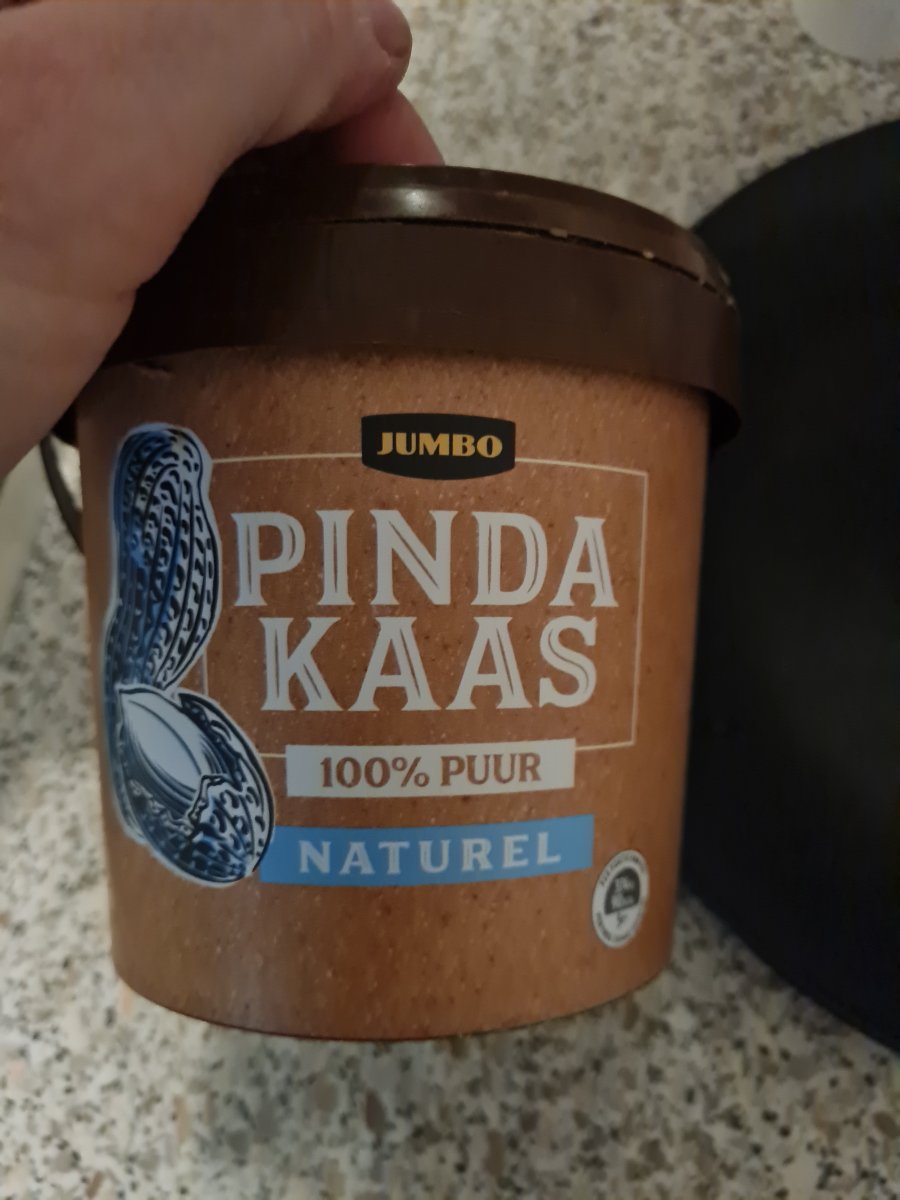 JUMBO
PINDA
KAAS
100% PUUR
NATUREL